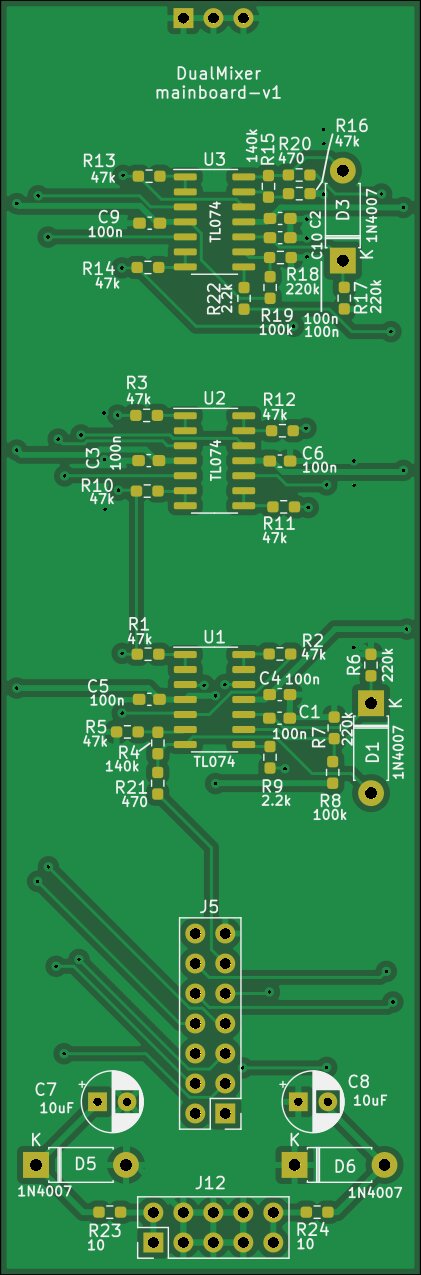 DualMixer
mainboard-v1
140k
R15
R20
470
R16
47k
R13
47k
U3
TL074
C9
100n
C2
C10
D3
1N4007
K
R14
47k
R22
2.2k
R18
220k
R17
220k
R19
100k
100n
100n
R3
47k
U2
R12
47k
C3
100n
TL074
C6
100n
R10
47k
R11
47k
R1
47k
U1
R2
47k
R6
220k
C4
100n
C5
100n
K
C1
100n
R7
220k
R5
47k
R4
140k
TL074
D1
1N4007
R21
470
R9
2.2k
R8
100k
J5
C7
10uF
+
+
C8
10uF
K
D5
1N4007
K
D6
1N4007
J12
R23
10
R24
10